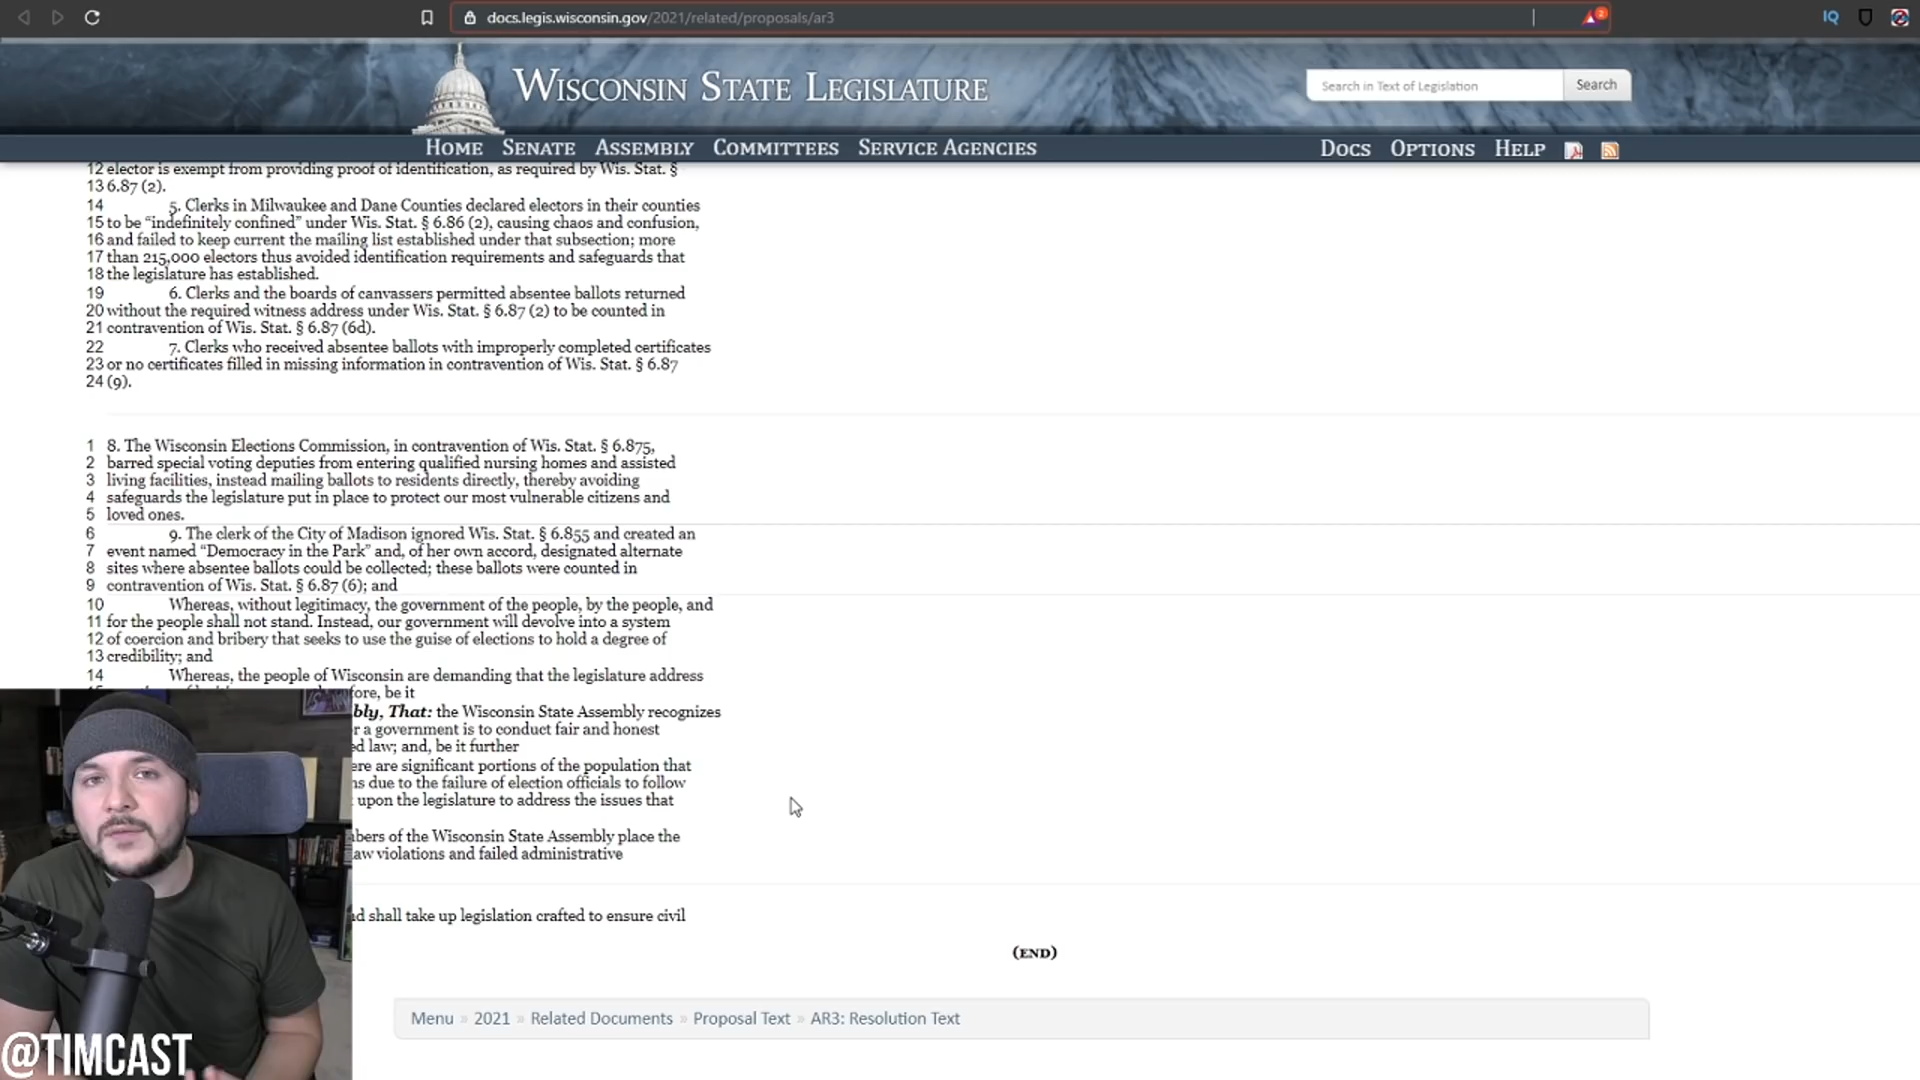 docs.legis.wisconsin.gov/2021/related/proposals/ar3
2
IQ
WISCONSIN STATE LEGISLATURE
Search in Text of Legislation
Search
HOME SENATE ASSEMBLY COMMITTEES SERVICE AGENCIES
DOCS OPTIONS HELP
12 elector is exempt from providing proof of identification, as required by Wis. Stat. §
13 6.87 (2).
14 5. Clerks in Milwaukee and Dane Counties declared electors in their counties
15 to be “indefinitely confined” under Wis. Stat. § 6.86 (2), causing chaos and confusion,
16 and failed to keep current the mailing list established under that subsection; more
17 than 215,000 electors thus avoided identification requirements and safeguards that
18 the legislature has established.
19 6. Clerks and the boards of canvassers permitted absentee ballots returned
20 without the required witness address under Wis. Stat. § 6.87 (2) to be counted in
21 contravention of Wis. Stat. § 6.87 (6d).
22 7. Clerks who received absentee ballots with improperly completed certificates
23 or no certificates filled in missing information in contravention of Wis. Stat. § 6.87
24 (9).
1 8. The Wisconsin Elections Commission, in contravention of Wis. Stat. § 6.875,
2 barred special voting deputies from entering qualified nursing homes and assisted
3 living facilities, instead mailing ballots to residents directly, thereby avoiding
4 safeguards the legislature put in place to protect our most vulnerable citizens and
5 loved ones.
6 9. The clerk of the City of Madison ignored Wis. Stat. § 6.855 and created an
7 event named “Democracy in the Park” and, of her own accord, designated alternate
8 sites where absentee ballots could be collected; these ballots were counted in
9 contravention of Wis. Stat. § 6.87 (6); and
10 Whereas, without legitimacy, the government of the people, by the people, and
11 for the people shall not stand. Instead, our government will devolve into a system
12 of coercion and bribery that seeks to use the guise of elections to hold a degree of
13 credibility; and
14 Whereas, the people of Wisconsin are demanding that the legislature address
fore, be it
bly, That: the Wisconsin State Assembly recognizes
r a government is to conduct fair and honest
ed law; and, be it further
ere are significant portions of the population that
ns due to the failure of election officials to follow
upon the legislature to address the issues that
mbers of the Wisconsin State Assembly place the
law violations and failed administrative
nd shall take up legislation crafted to ensure civil
(END)
Menu » 2021 » Related Documents » Proposal Text » AR3: Resolution Text
@TIMCAST